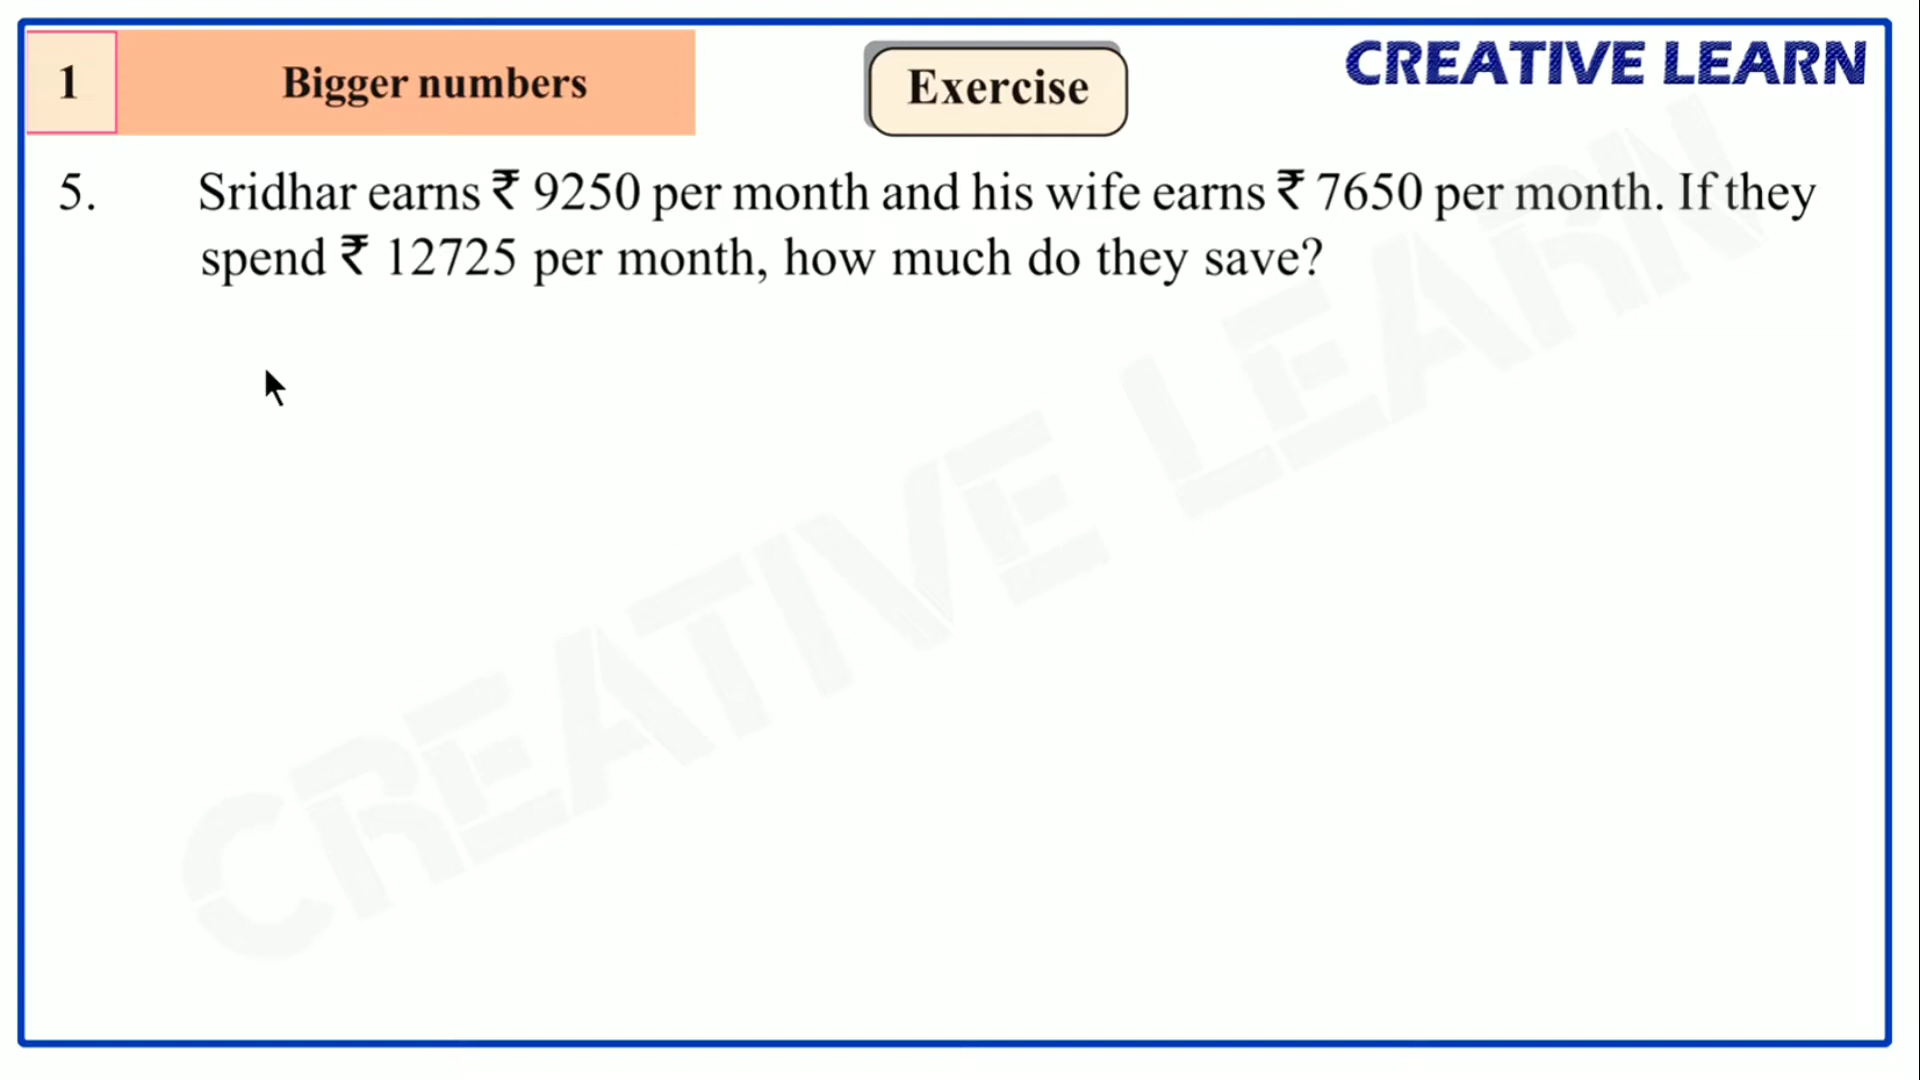 1 Bigger numbers
Exercise
CREATIVE LEARN
5. Sridhar earns ₹ 9250 per month and his wife earns ₹ 7650 per month. If they
spend ₹ 12725 per month, how much do they save?
CREATIVE LEARN